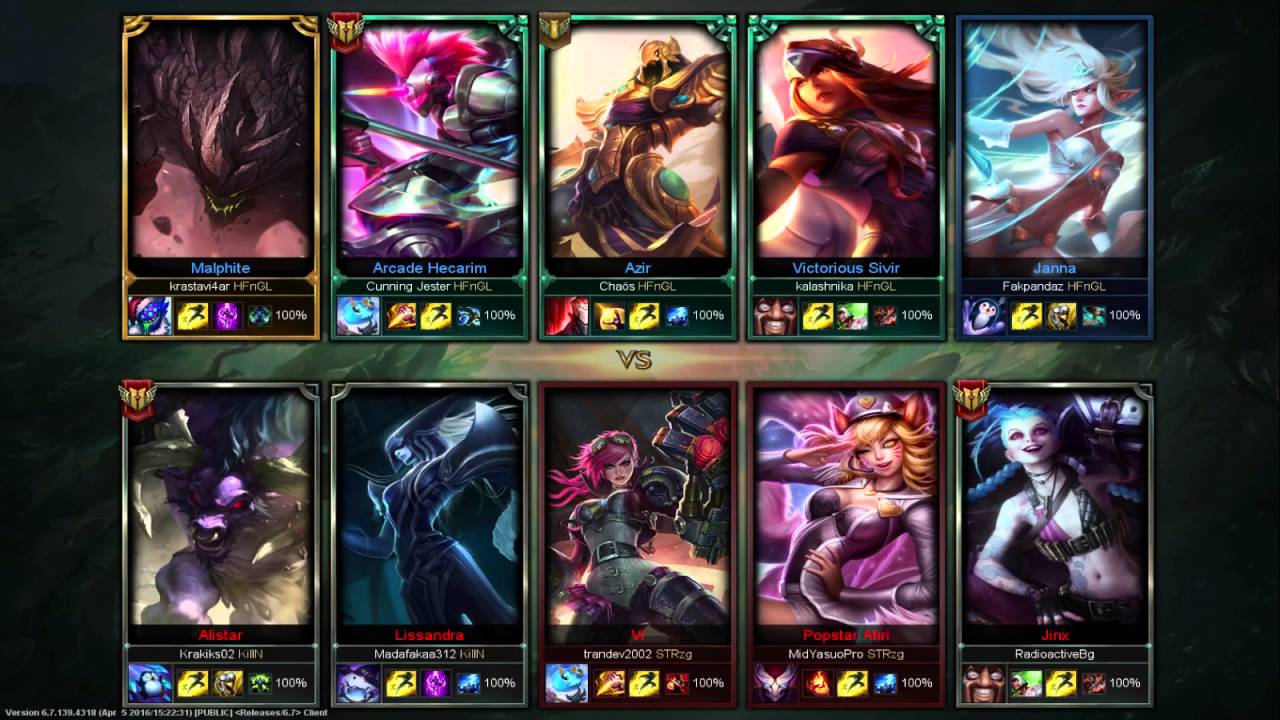 Malphite
krastavi4ar HFnGL
100%
Arcade Hecarim
Cunning Jester HFnGL
100%
Azir
Chaös HFnGL
100%
Victorious Sivir
kalashnika HFnGL
100%
Janna
Fakpandaz HFnGL
100%
VS
Alistar
Krakiks02 KillN
100%
Lissandra
Madafakaa312 KillN
100%
Vi
trandev2002 STRzg
100%
Popstar Ahri
MidYasuoPro STRzg
100%
Jinx
RadioactiveBg
100%
Version 6.7.139.4318 (Apr 5 2016/15:22:31) [PUBLIC] <Releases/6.7> Client